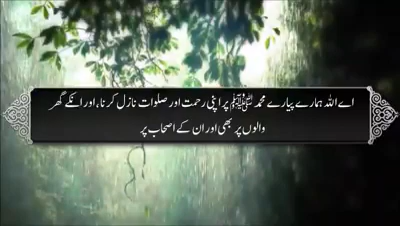 اے اللہ ہمارے پیارے محمد ﷺ پر اپنی رحمت اور صلوات نازل کرنا، اور انکے گھر
والوں پر بھی اور ان کے اصحاب پر